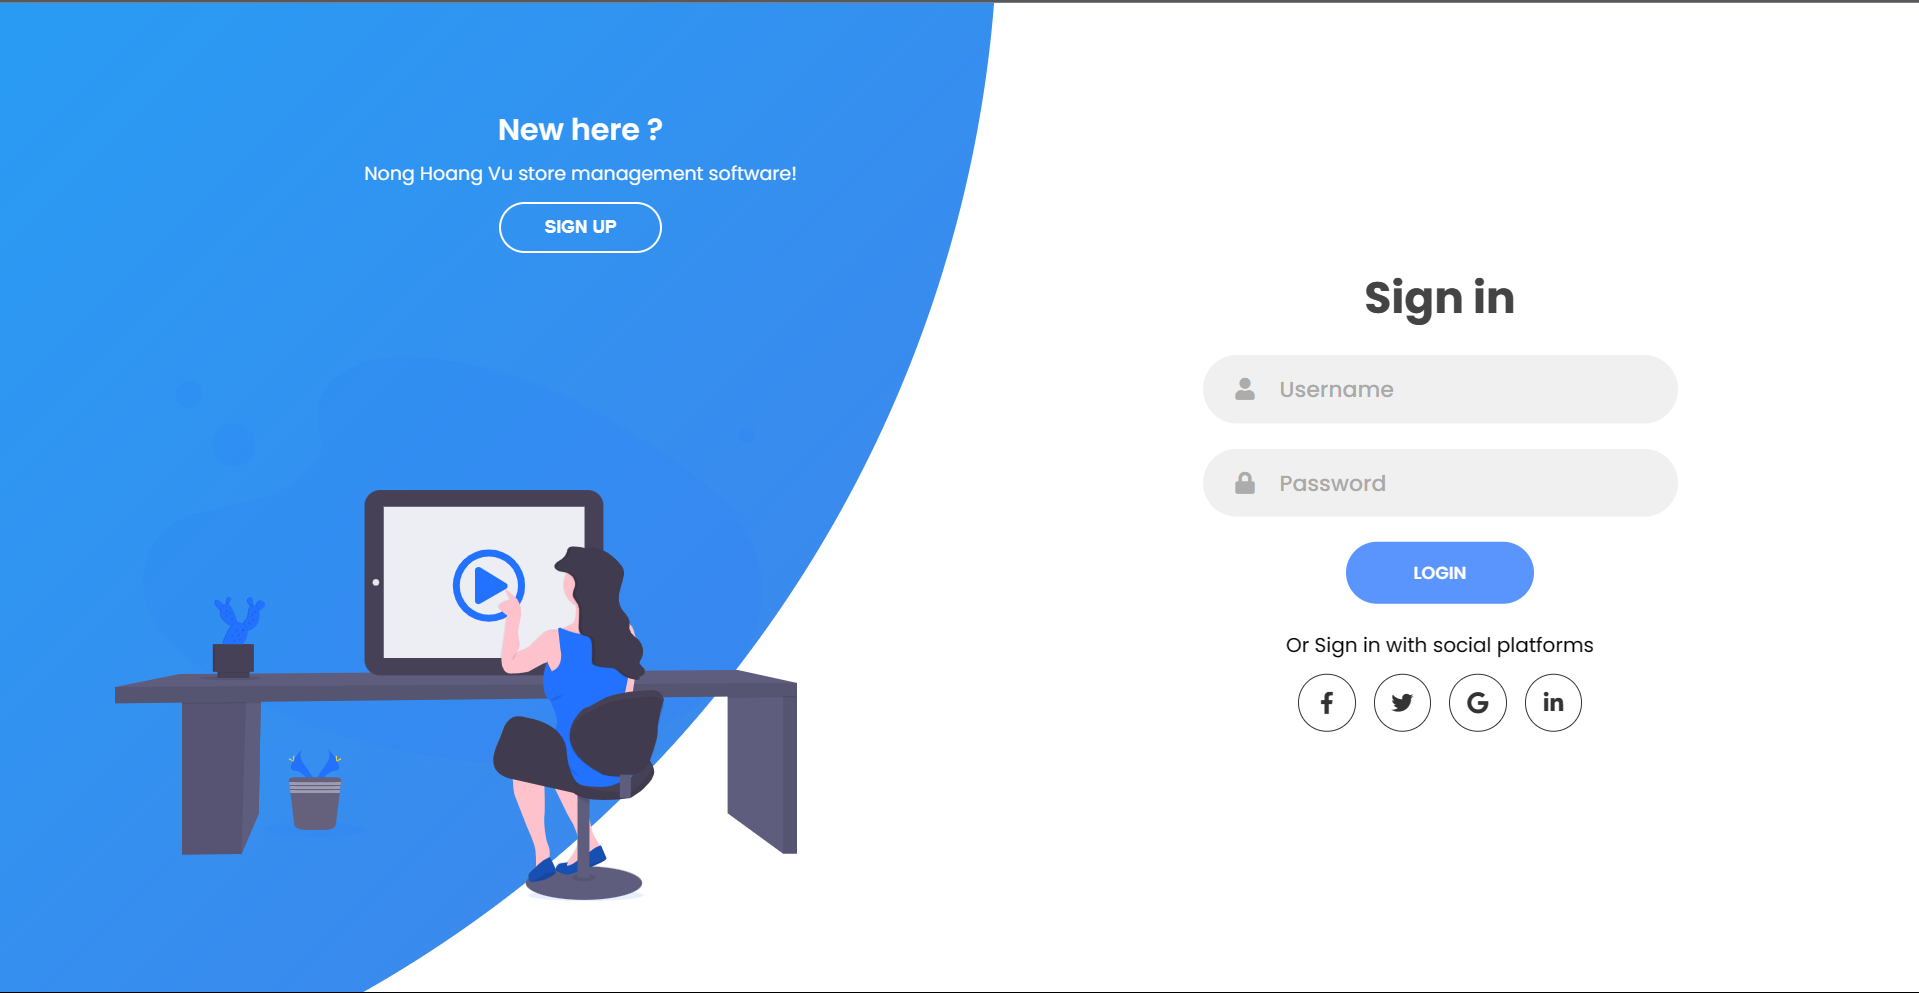 New here ?
Nong Hoang Vu store management software!
SIGN UP
Sign in
Username
Password
LOGIN
Or Sign in with social platforms